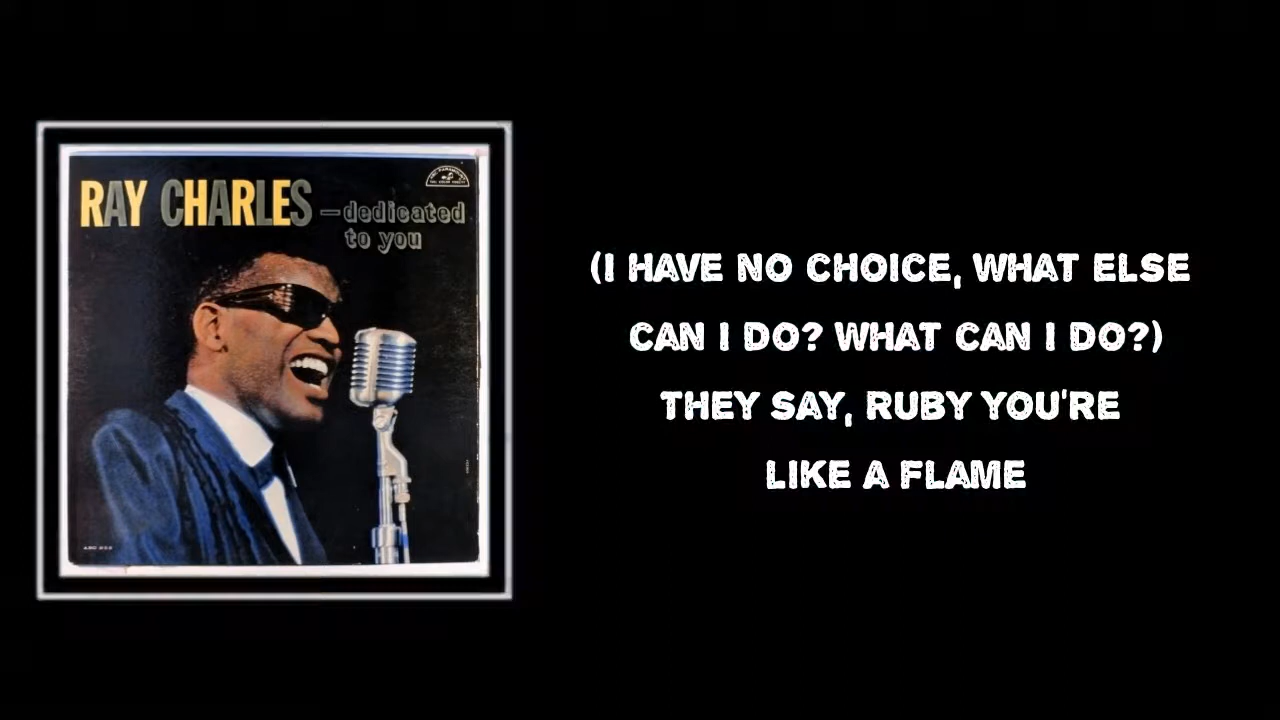 RAY CHARLES
—dedicated
to you
(I HAVE NO CHOICE, WHAT ELSE
CAN I DO? WHAT CAN I DO?)
THEY SAY, RUBY YOU'RE
LIKE A FLAME